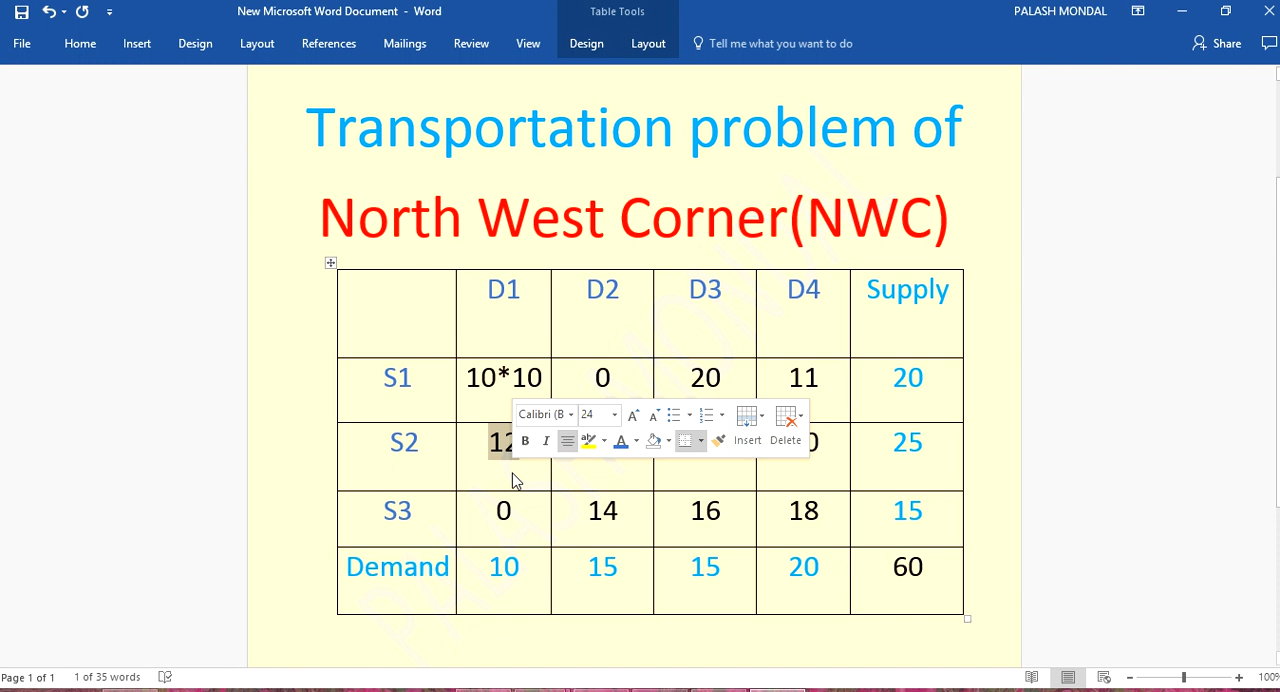 New Microsoft Word Document - Word
Table Tools
PALASH MONDAL
File Home Insert Design Layout References Mailings Review View Design Layout Tell me what you want to do Share
Transportation problem of
North West Corner(NWC)
D1 D2 D3 D4 Supply
S1 10*10 0 20 11 20
Calibri (B 24
B I A Insert Delete
S2 12 0 25
S3 0 14 16 18 15
Demand 10 15 15 20 60
Page 1 of 1 1 of 35 words 100%